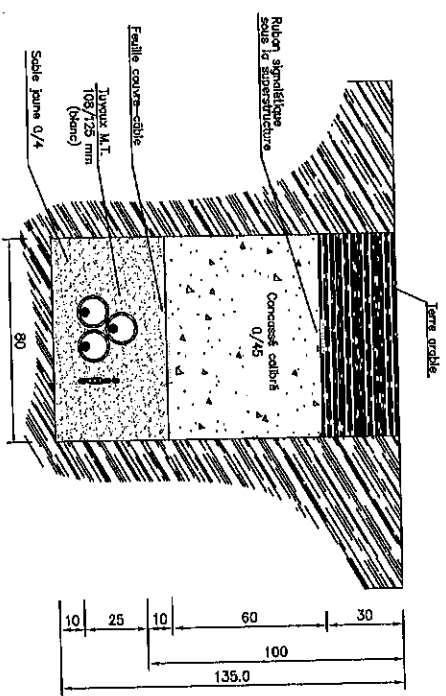 Terre arable
Ruban signalétique
sous la superstructure
Concassé calibré
0/45
Feuille couvre-câble
Tuyaux M.T.
108/125 mm
(blanc)
Sable jaune 0/4
80
30
60
10
25
10
100
135.0